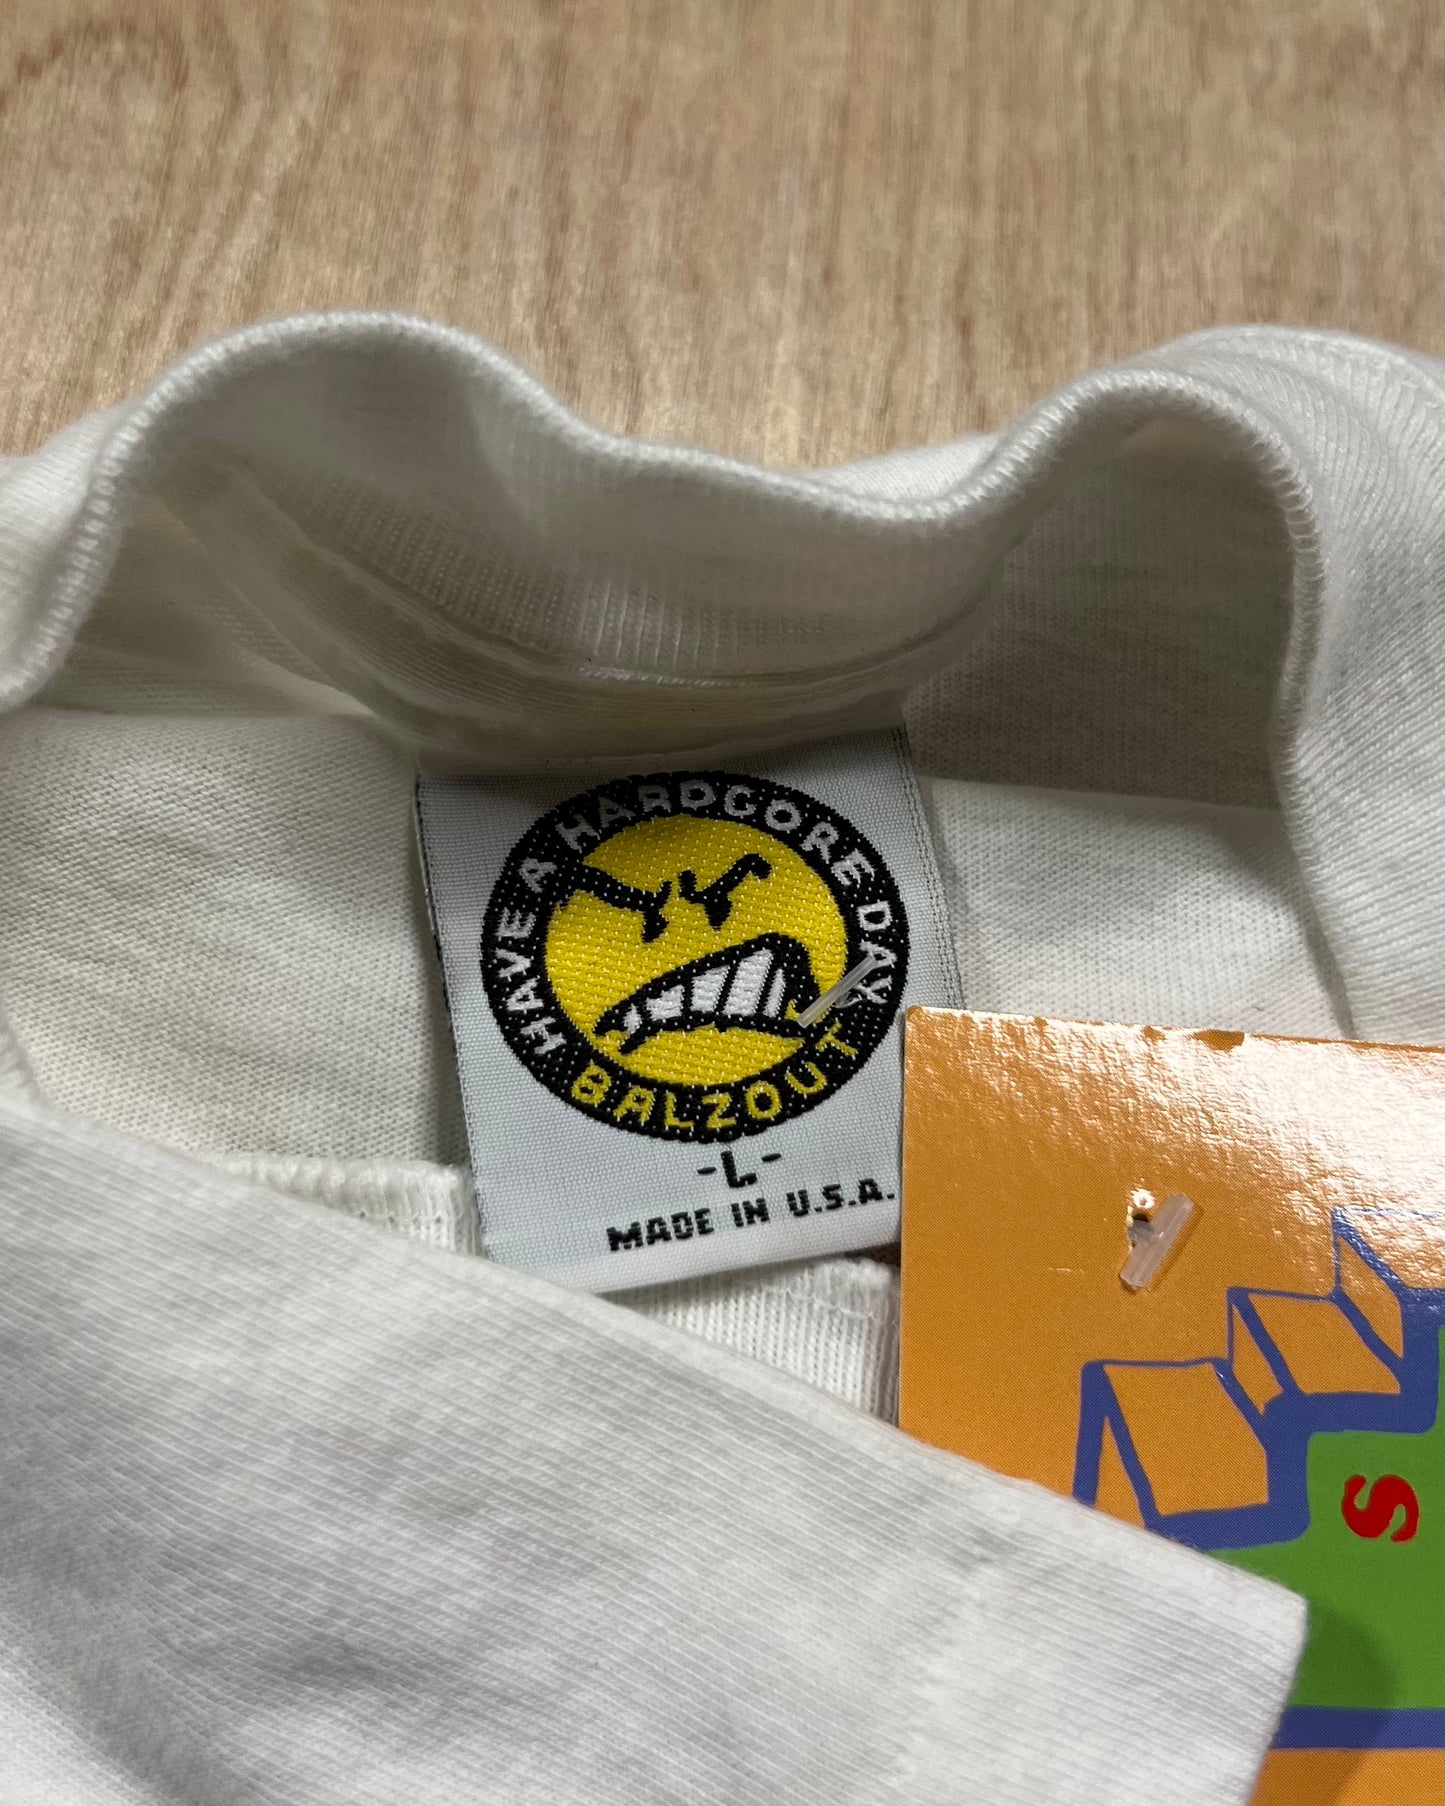 HAVE A HARDCORE DAY
BALZOUT
-L-
MADE IN U.S.A.
S